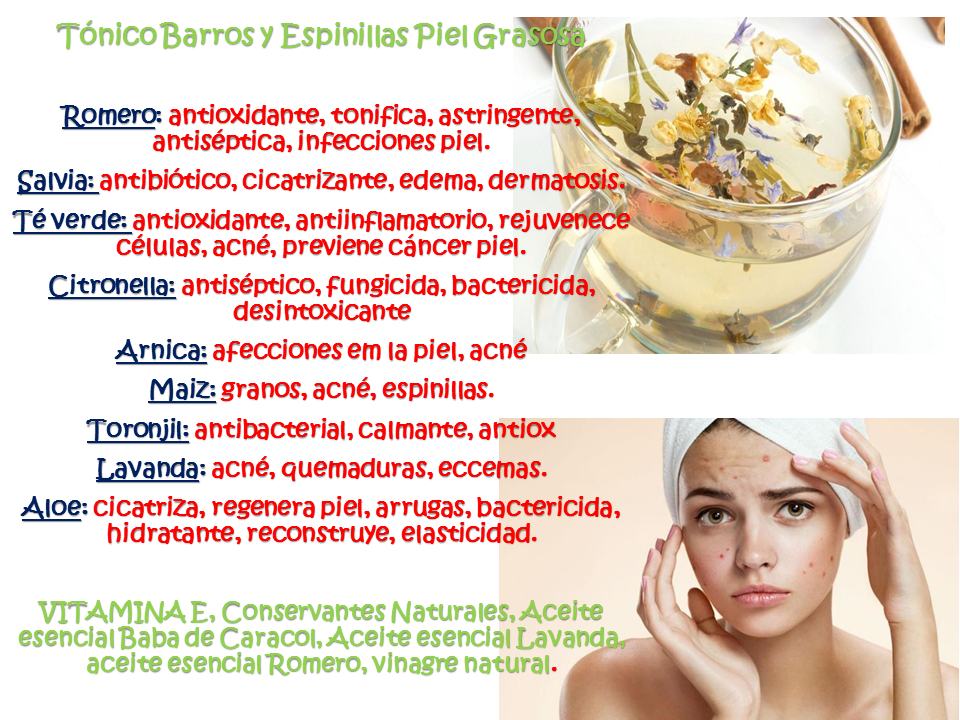 Tónico Barros y Espinillas Piel Grasosa
Romero: antioxidante, tonifica, astringente,
antiséptica, infecciones piel.
Salvia: antibiótico, cicatrizante, edema, dermatosis.
Té verde: antioxidante, antiinflamatorio, rejuvenece
células, acné, previene cáncer piel.
Citronella: antiséptico, fungicida, bactericida,
desintoxicante
Arnica: afecciones em la piel, acné
Maiz: granos, acné, espinillas.
Toronjil: antibacterial, calmante, antiox
Lavanda: acné, quemaduras, eccemas.
Aloe: cicatriza, regenera piel, arrugas, bactericida,
hidratante, reconstruye, elasticidad.
VITAMINA E, Conservantes Naturales, Aceite
esencial Baba de Caracol, Aceite esencial Lavanda,
aceite esencial Romero, vinagre natural.